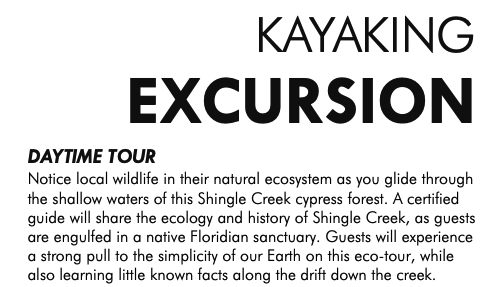 KAYAKING
EXCURSION
DAYTIME TOUR
Notice local wildlife in their natural ecosystem as you glide through
the shallow waters of this Shingle Creek cypress forest. A certified
guide will share the ecology and history of Shingle Creek, as guests
are engulfed in a native Floridian sanctuary. Guests will experience
a strong pull to the simplicity of our Earth on this eco-tour, while
also learning little known facts along the drift down the creek.